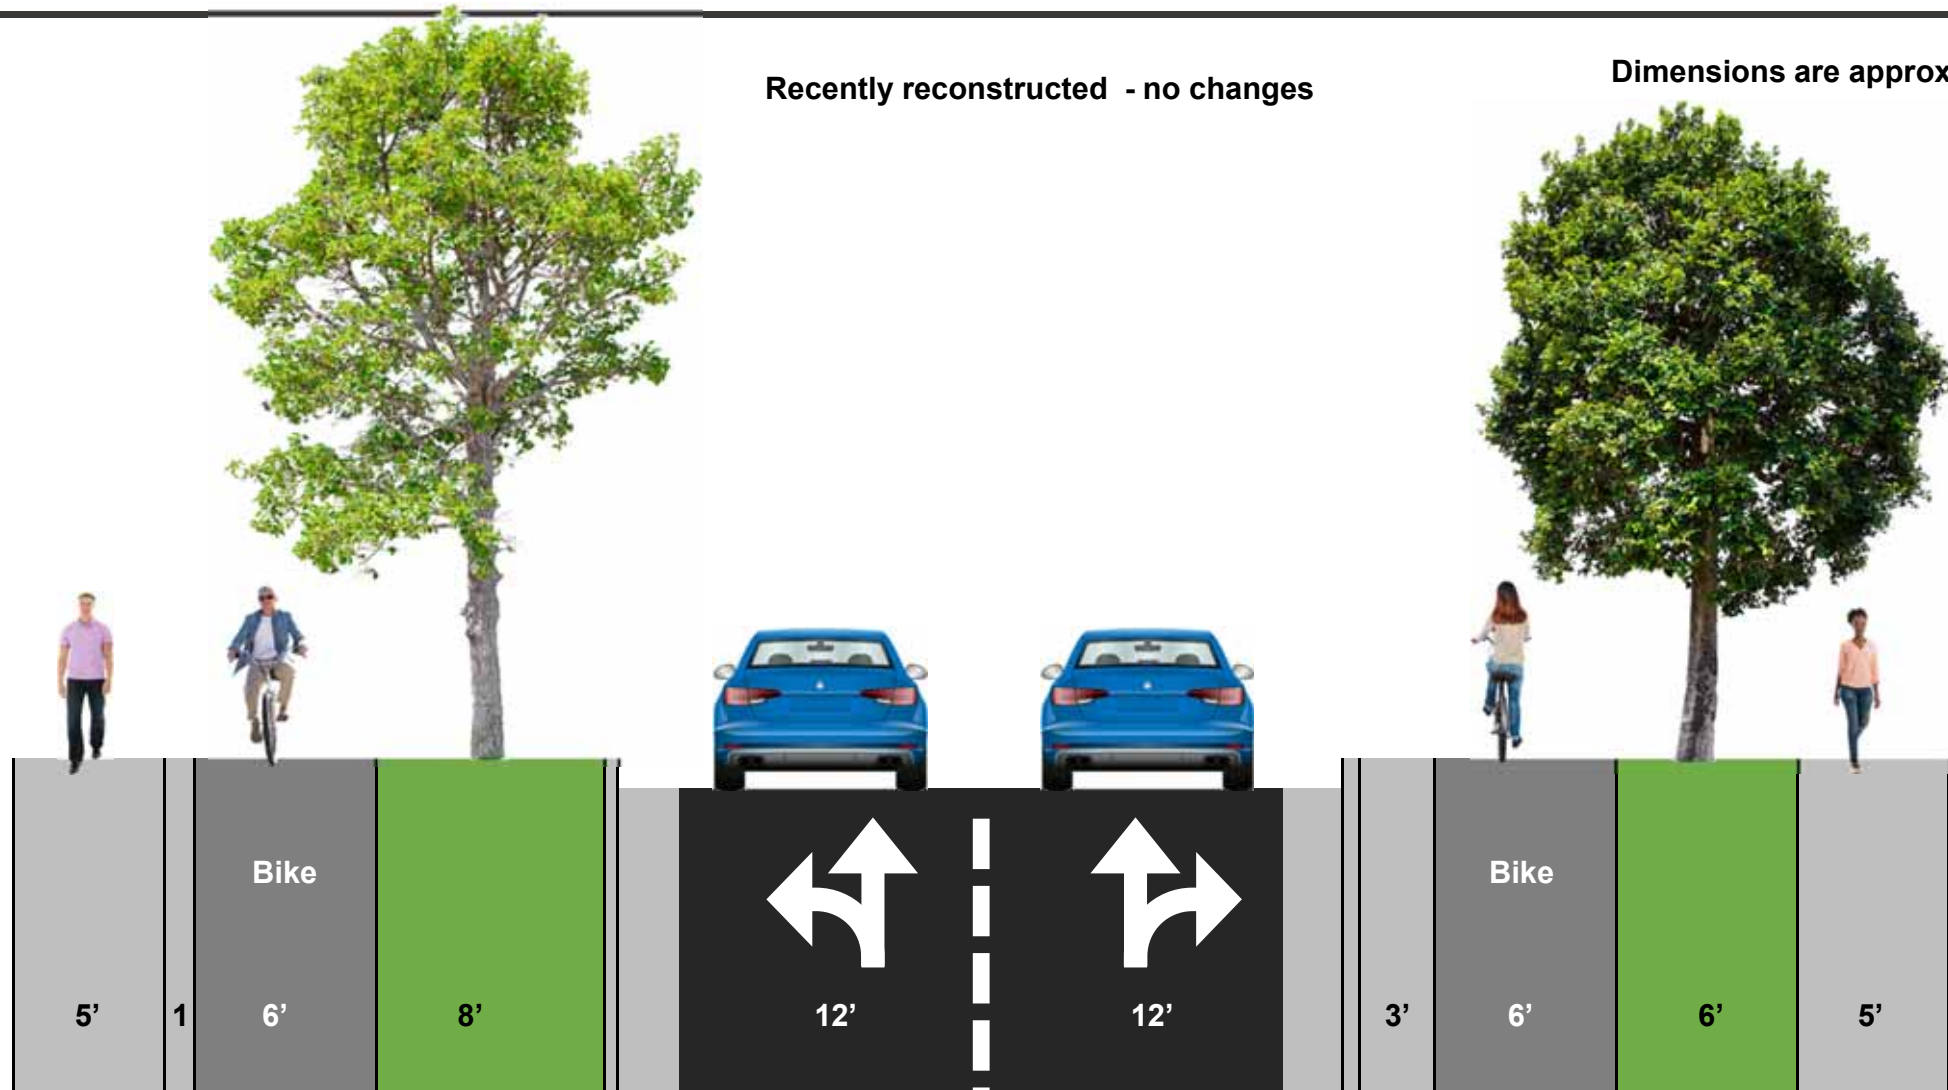 Recently reconstructed - no changes
Dimensions are approx
Bike
Bike
5’
1
6’
8’
12’
12’
3’
6’
6’
5’